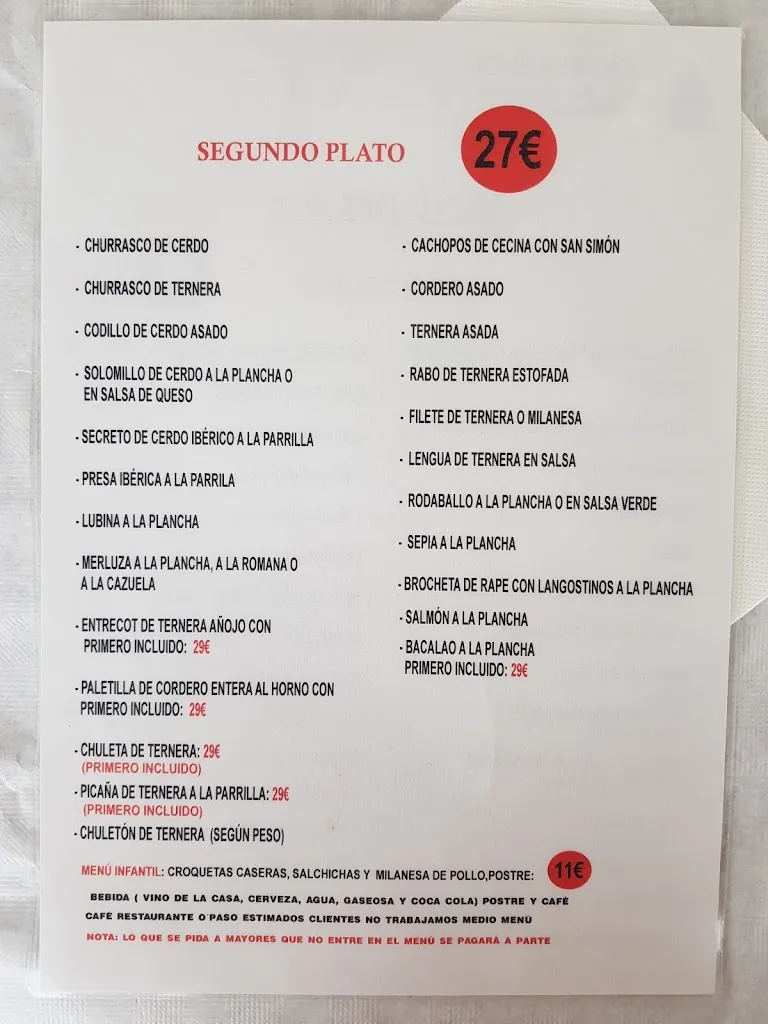 SEGUNDO PLATO
27€
- CHURRASCO DE CERDO
- CHURRASCO DE TERNERA
- CODILLO DE CERDO ASADO
- SOLOMILLO DE CERDO A LA PLANCHA O
EN SALSA DE QUESO
- SECRETO DE CERDO IBÉRICO A LA PARRILLA
- PRESA IBÉRICA A LA PARRILA
- LUBINA A LA PLANCHA
- MERLUZA A LA PLANCHA, A LA ROMANA O
A LA CAZUELA
- ENTRECOT DE TERNERA AÑOJO CON
PRIMERO INCLUIDO: 29€
- PALETILLA DE CORDERO ENTERA AL HORNO CON
PRIMERO INCLUIDO: 29€
- CHULETA DE TERNERA: 29€
(PRIMERO INCLUIDO)
- PICAÑA DE TERNERA A LA PARRILLA: 29€
(PRIMERO INCLUIDO)
- CHULETÓN DE TERNERA (SEGÚN PESO)
- CACHOPOS DE CECINA CON SAN SIMÓN
- CORDERO ASADO
- TERNERA ASADA
- RABO DE TERNERA ESTOFADA
- FILETE DE TERNERA O MILANESA
- LENGUA DE TERNERA EN SALSA
- RODABALLO A LA PLANCHA O EN SALSA VERDE
- SEPIA A LA PLANCHA
- BROCHETA DE RAPE CON LANGOSTINOS A LA PLANCHA
- SALMÓN A LA PLANCHA
- BACALAO A LA PLANCHA
PRIMERO INCLUIDO: 29€
MENÚ INFANTIL: CROQUETAS CASERAS, SALCHICHAS Y MILANESA DE POLLO,POSTRE: 11€
BEBIDA ( VINO DE LA CASA, CERVEZA, AGUA, GASEOSA Y COCA COLA) POSTRE Y CAFÉ
CAFÉ RESTAURANTE O'PASO ESTIMADOS CLIENTES NO TRABAJAMOS MEDIO MENÚ
NOTA: LO QUE SE PIDA A MAYORES QUE NO ENTRE EN EL MENÚ SE PAGARÁ A PARTE